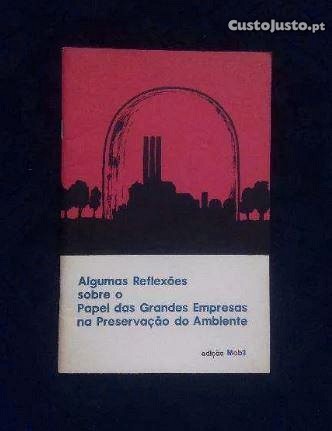 CustoJusto.pt
Algumas Reflexões
sobre o
Papel das Grandes Empresas
na Preservação do Ambiente
edição Mobil